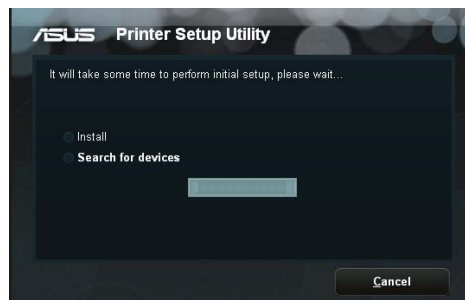 ASUS Printer Setup Utility
It will take some time to perform initial setup, please wait...
Install
Search for devices
Cancel